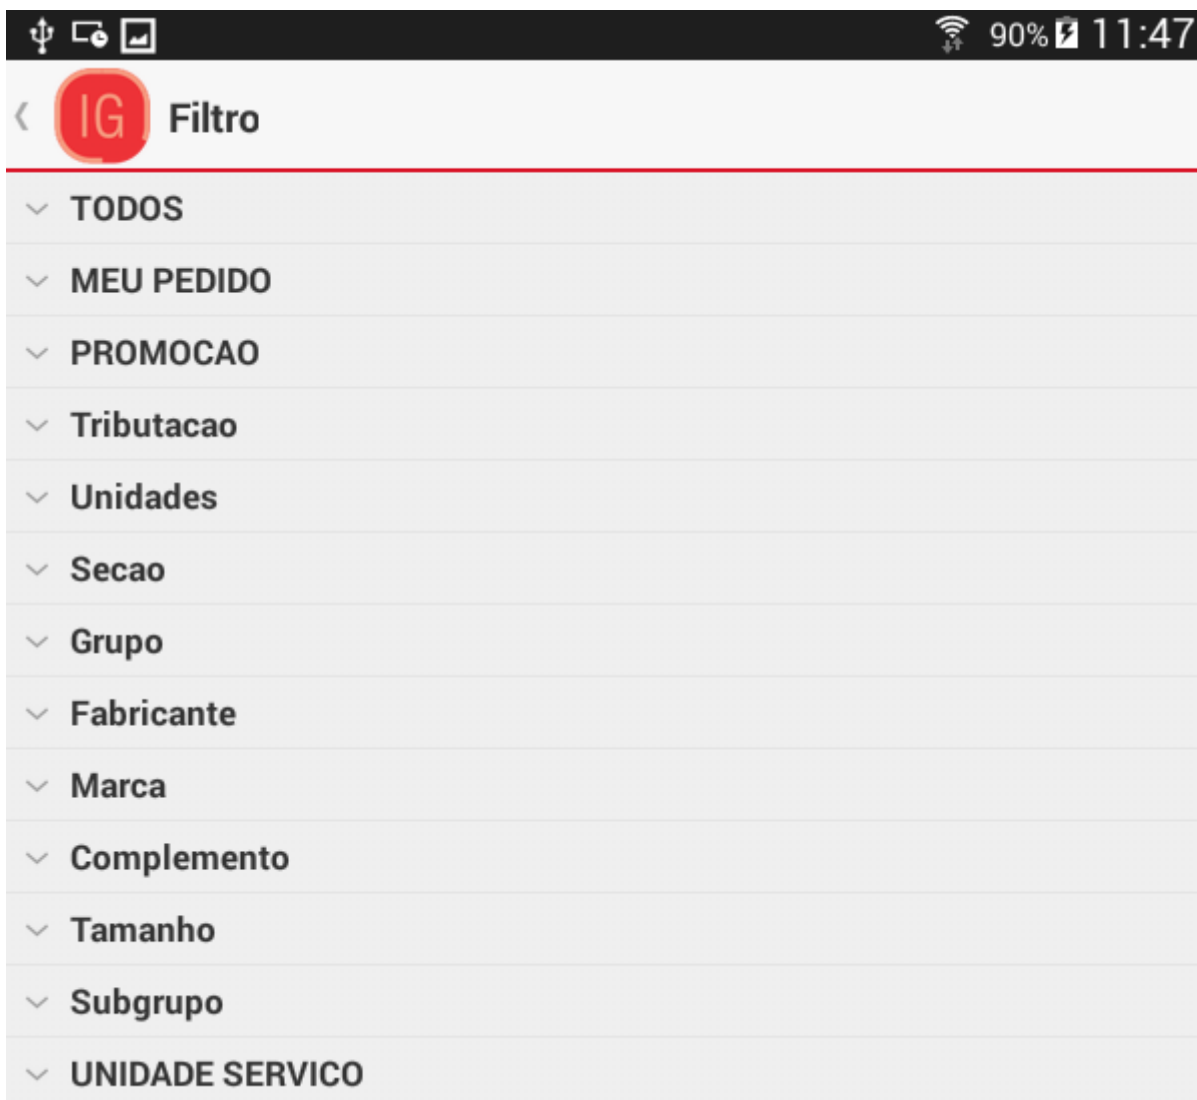 90% 11:47
IG Filtro
TODOS
MEU PEDIDO
PROMOCAO
Tributacao
Unidades
Secao
Grupo
Fabricante
Marca
Complemento
Tamanho
Subgrupo
UNIDADE SERVICO